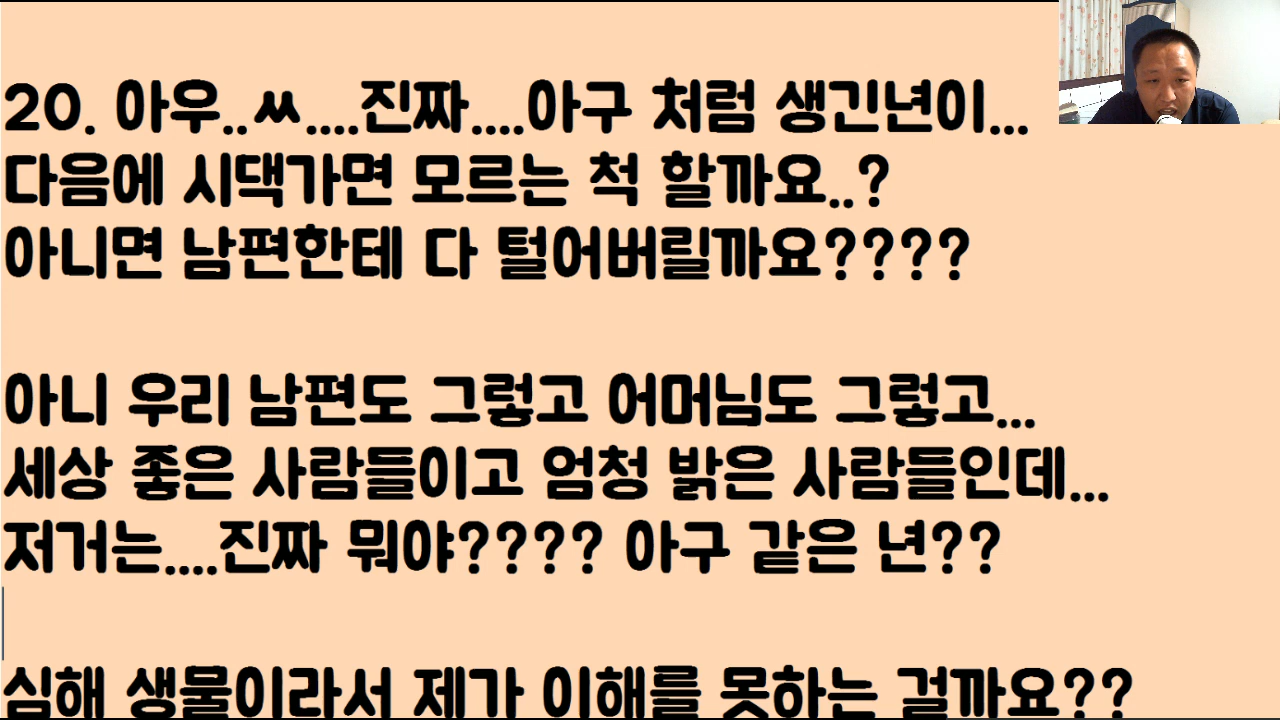 20. 아우..ㅆ....진짜....아구 처럼 생긴년이...
다음에 시댁가면 모르는 척 할까요..?
아니면 남편한테 다 털어버릴까요????
아니 우리 남편도 그렇고 어머님도 그렇고...
세상 좋은 사람들이고 엄청 밝은 사람들인데...
저거는....진짜 뭐야???? 아구 같은 년??
심해 생물이라서 제가 이해를 못하는 걸까요??